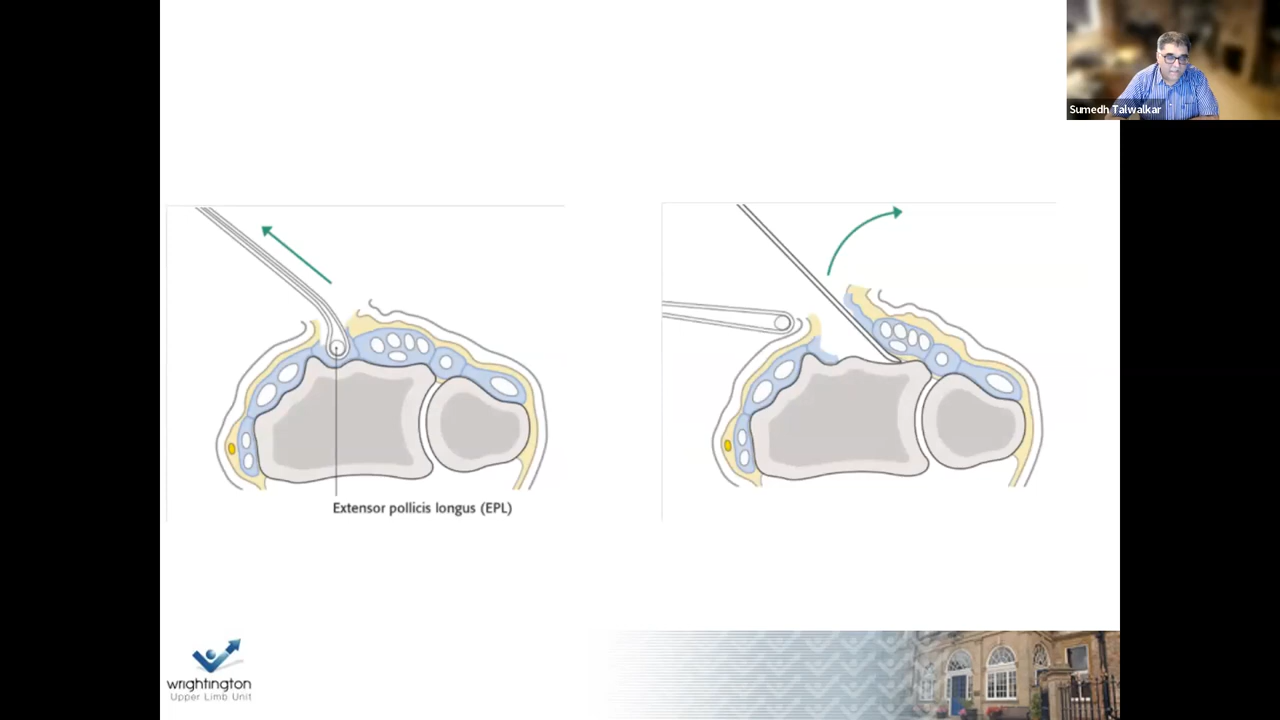 Sumedh Talwalkar
Extensor pollicis longus (EPL)
wrightington
Upper Limb Unit